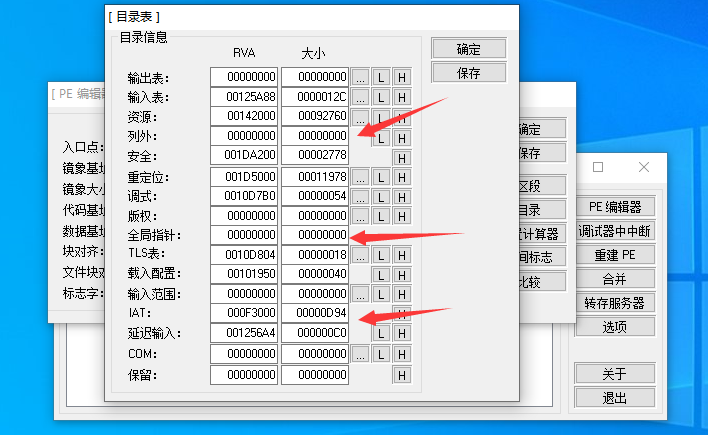 [ 目录表 ]
目录信息
RVA 大小
确定
保存
输出表： 00000000 00000000 ... L H
输入表： 00125A88 0000012C ... L H
资源： 00142000 00092760 ... L H
列外： 00000000 00000000 L H
安全： 001DA200 00002778 H
重定位： 001D5000 00011978 ... L H
调式： 0010D7B0 00000054 ... L H
版权： 00000000 00000000 ... L H
全局指针： 00000000 00000000
TLS表： 0010D804 00000018 ... L H
载入配置： 00101950 00000040 L H
输入范围： 00000000 00000000 ... L H
IAT： 000F3000 00000D94 H
延迟输入： 001256A4 000000C0 L H
COM： 00000000 00000000 ... L H
保留： 00000000 00000000 H
[ PE 编辑器
入口点：
镜象基址
镜象大小
代码基址
数据基址
块对齐：
文件块对
标志字：
确定
保存
区段
目录
计算器
间标志
比较
PE 编辑器
调试器中中断
重建 PE
合并
转存服务器
选项
关于
退出